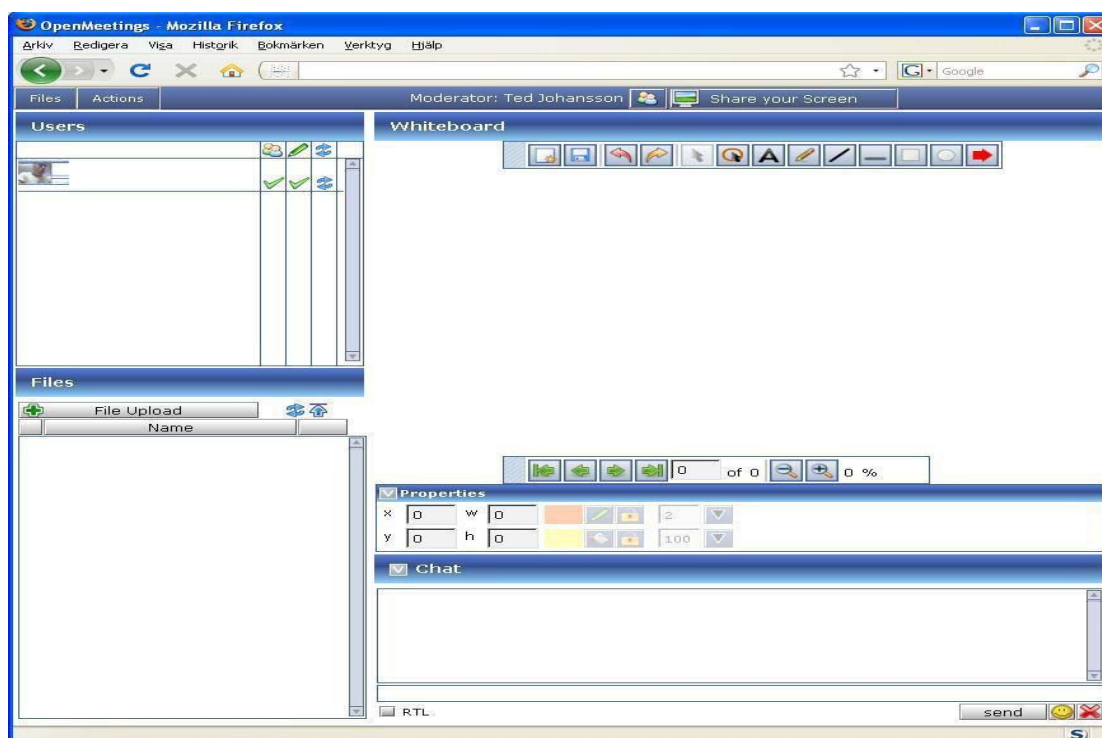 OpenMeetings - Mozilla Firefox
Arkiv Redigera Visa Historik Bokmärken Verktyg Hjälp
G Google
Files Actions Moderator: Ted Johansson Share your Screen
Users
Whiteboard
A
Files
File Upload
Name
0 of 0 0 %
Properties
x 0 w 0 2
y 0 h 0 100
Chat
RTL send
S